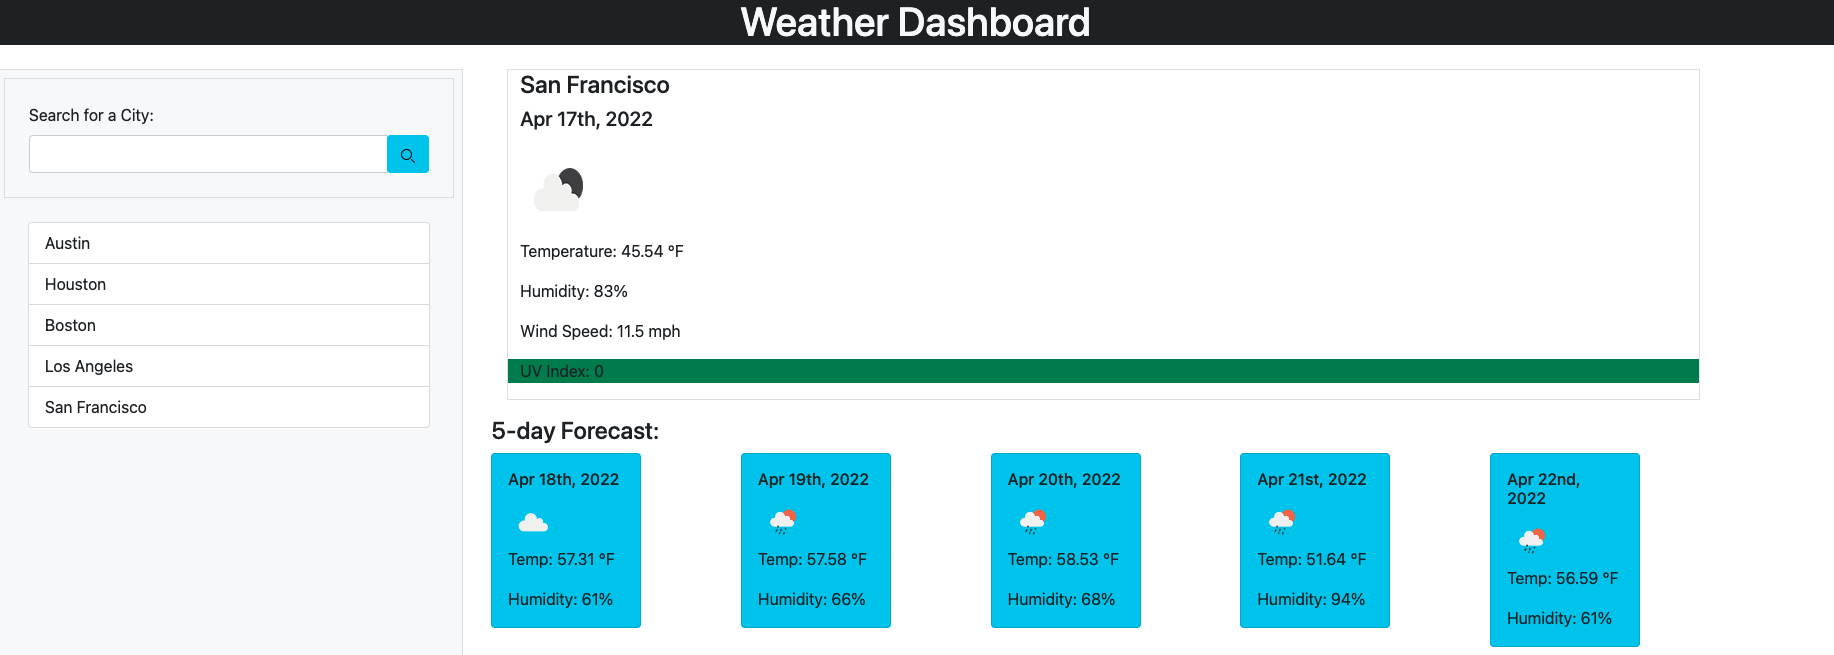 Weather Dashboard
Search for a City:
Austin
Houston
Boston
Los Angeles
San Francisco
San Francisco
Apr 17th, 2022
Temperature: 45.54 °F
Humidity: 83%
Wind Speed: 11.5 mph
UV Index: 0
5-day Forecast:
Apr 18th, 2022
Temp: 57.31 °F
Humidity: 61%
Apr 19th, 2022
Temp: 57.58 °F
Humidity: 66%
Apr 20th, 2022
Temp: 58.53 °F
Humidity: 68%
Apr 21st, 2022
Temp: 51.64 °F
Humidity: 94%
Apr 22nd,
2022
Temp: 56.59 °F
Humidity: 61%